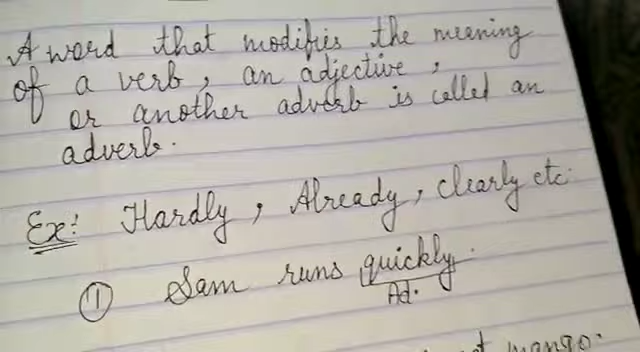 A word that modifies the meaning
of a verb, an adjective,
or another adverb is called an
adverb.
Ex: Hardly, Already, clearly etc.
① Sam runs quickly.
Ad.
mango.